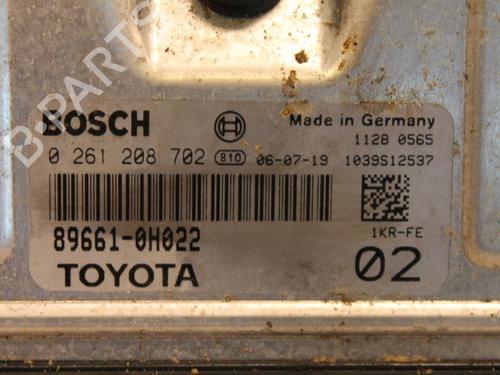 B-PARTS
BOSCH
Made in Germany
1128 0565
0 261 208 702 810 06-07-19 1039S12537
89661-0H022
1KR-FE
TOYOTA
02